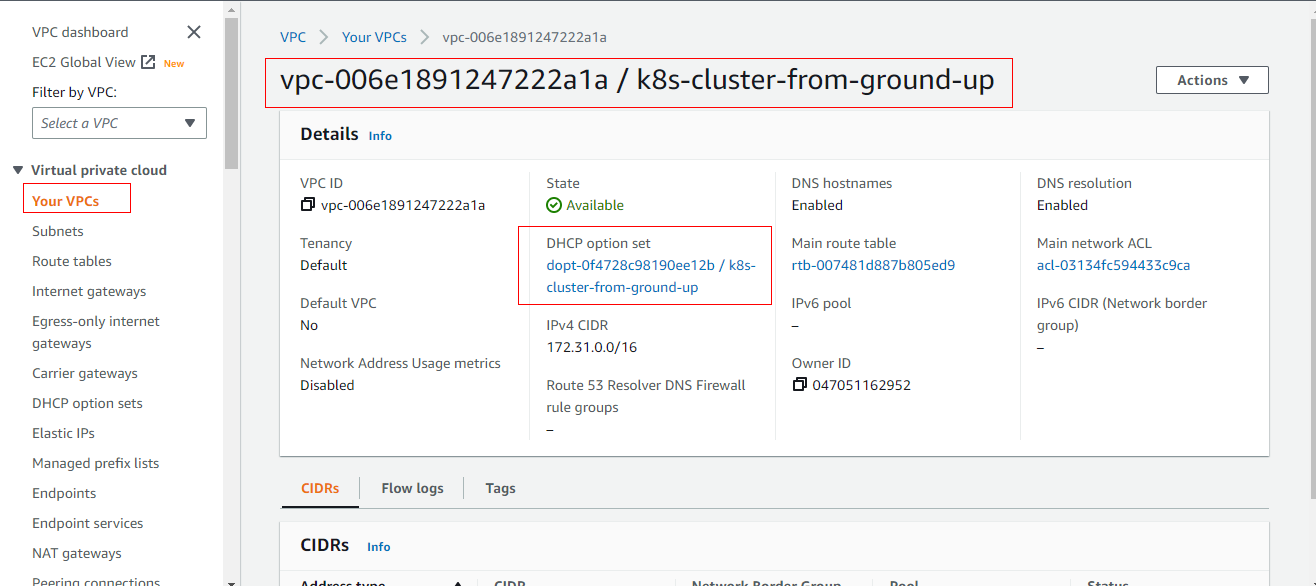 VPC dashboard
EC2 Global View New
Filter by VPC:
Select a VPC
Virtual private cloud
Your VPCs
Subnets
Route tables
Internet gateways
Egress-only internet
gateways
Carrier gateways
DHCP option sets
Elastic IPs
Managed prefix lists
Endpoints
Endpoint services
NAT gateways
Peering connections
VPC > Your VPCs > vpc-006e1891247222a1a
vpc-006e1891247222a1a / k8s-cluster-from-ground-up
Actions
Details Info
VPC ID
vpc-006e1891247222a1a
State
Available
DNS hostnames
Enabled
DNS resolution
Enabled
Tenancy
Default
DHCP option set
dopt-0f4728c98190ee12b / k8s-
cluster-from-ground-up
Main route table
rtb-007481d887b805ed9
Main network ACL
acl-03134fc594433c9ca
Default VPC
No
IPv4 CIDR
172.31.0.0/16
IPv6 pool
–
IPv6 CIDR (Network border
group)
–
Network Address Usage metrics
Disabled
Route 53 Resolver DNS Firewall
rule groups
–
Owner ID
047051162952
CIDRs
Flow logs
Tags
CIDRs Info
Address type
CIDR
Network Border Group
Pool
Status